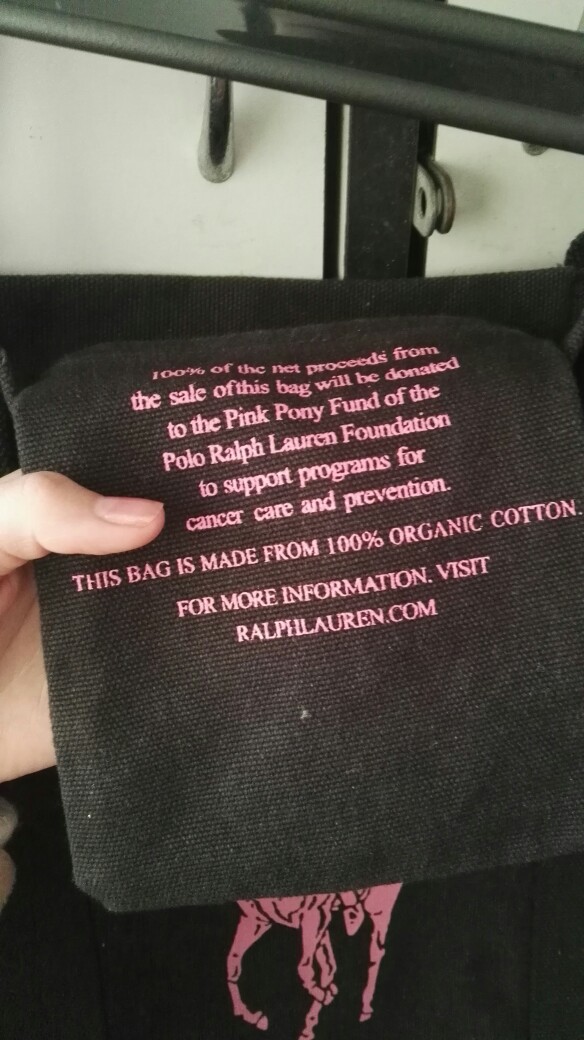 100% of the net proceeds from
the sale of this bag will be donated
to the Pink Pony Fund of the
Polo Ralph Lauren Foundation
to support programs for
cancer care and prevention.
THIS BAG IS MADE FROM 100% ORGANIC COTTON.
FOR MORE INFORMATION. VISIT
RALPHLAUREN.COM